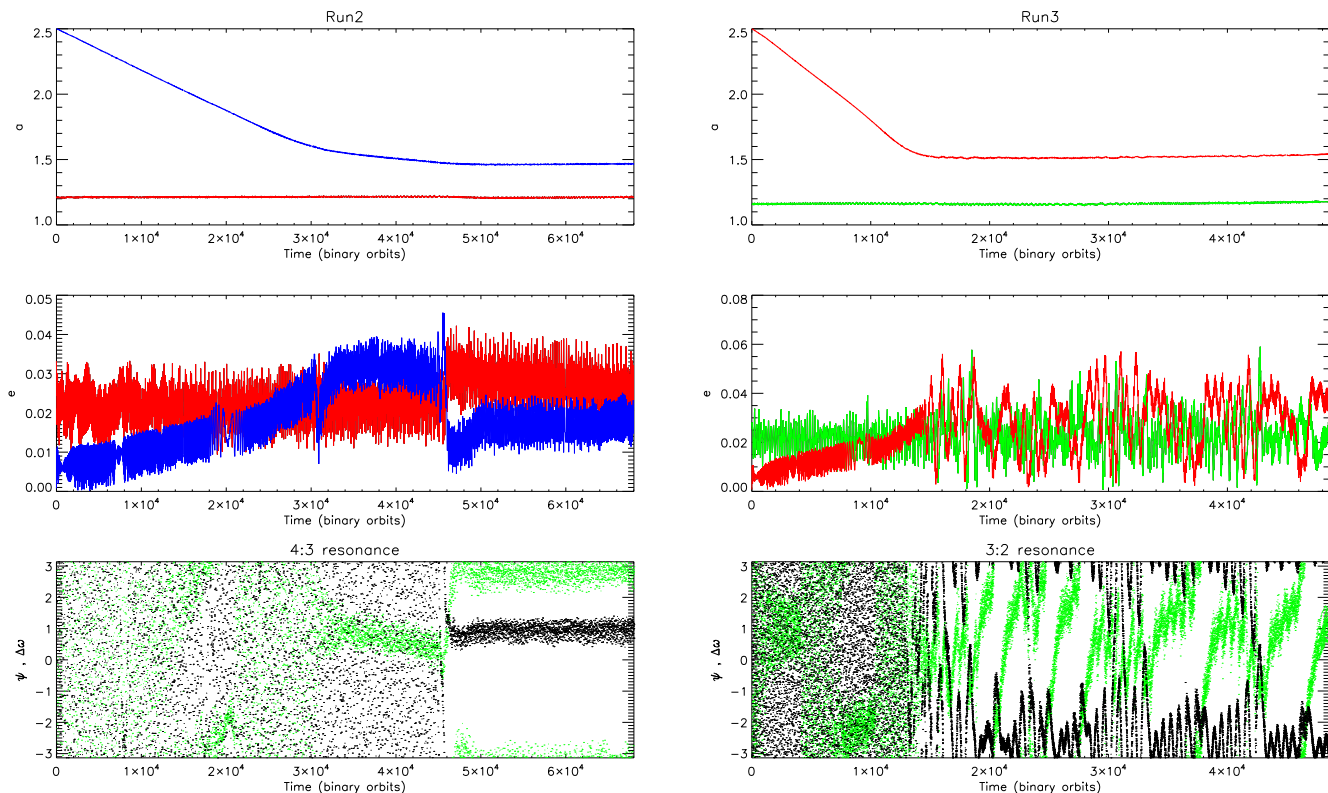 Run2
2.5
2.0
1.5
1.0
a
0 1×10⁴ 2×10⁴ 3×10⁴ 4×10⁴ 5×10⁴ 6×10⁴
Time (binary orbits)
Run3
2.5
2.0
1.5
1.0
a
0 1×10⁴ 2×10⁴ 3×10⁴ 4×10⁴
Time (binary orbits)
0.05
0.04
0.03
0.02
0.01
0.00
e
0 1×10⁴ 2×10⁴ 3×10⁴ 4×10⁴ 5×10⁴ 6×10⁴
Time (binary orbits)
0.08
0.06
0.04
0.02
0.00
e
0 1×10⁴ 2×10⁴ 3×10⁴ 4×10⁴
Time (binary orbits)
4:3 resonance
3
2
1
0
-1
-2
-3
ψ , Δω
0 1×10⁴ 2×10⁴ 3×10⁴ 4×10⁴ 5×10⁴ 6×10⁴
Time (binary orbits)
3:2 resonance
3
2
1
0
-1
-2
-3
ψ , Δω
0 1×10⁴ 2×10⁴ 3×10⁴ 4×10⁴
Time (binary orbits)